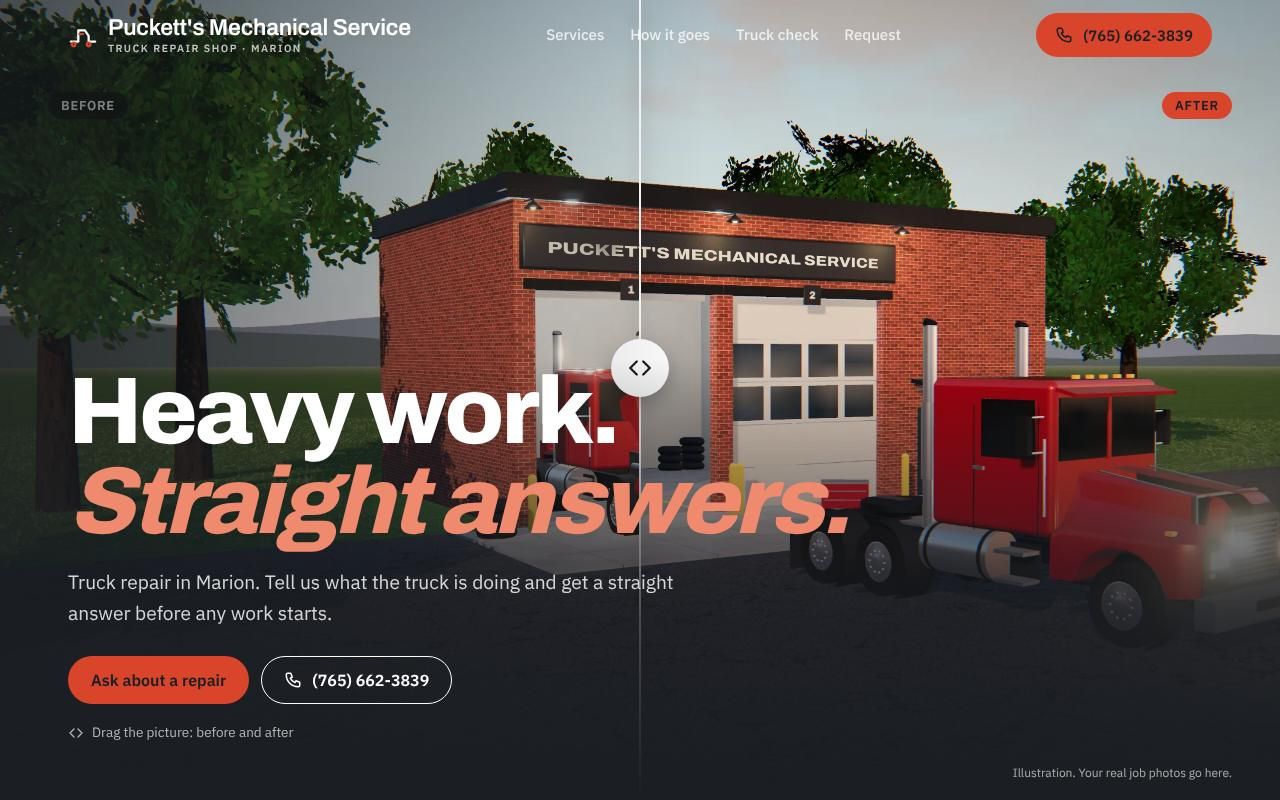 Puckett's Mechanical Service
TRUCK REPAIR SHOP · MARION
Services
How it goes
Truck check
Request
(765) 662-3839
BEFORE
AFTER
PUCKETT'S MECHANICAL SERVICE
1
2
Heavy work.
Straight answers.
Truck repair in Marion. Tell us what the truck is doing and get a straight
answer before any work starts.
Ask about a repair
(765) 662-3839
Drag the picture: before and after
Illustration. Your real job photos go here.